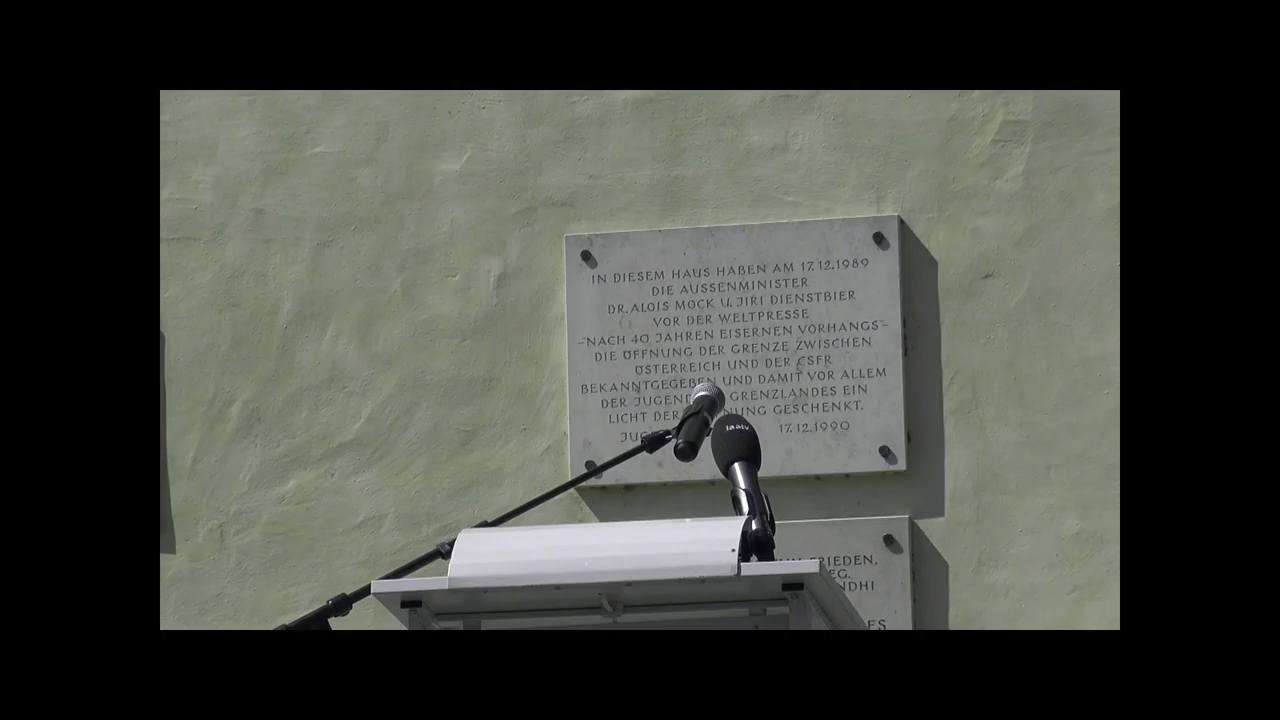 IN DIESEM HAUS HABEN AM 17.12.1989
DIE AUSSENMINISTER
DR. ALOIS MOCK U. JIRI DIENSTBIER
VOR DER WELTPRESSE
-"NACH 40 JAHREN EISERNEN VORHANGS"-
DIE ÖFFNUNG DER GRENZE ZWISCHEN
ÖSTERREICH UND DER CSFR
BEKANNTGEGEBEN UND DAMIT VOR ALLEM
DER GRENZLANDES EIN
LICHT DER GESCHENKT.
17.12.1990
laatv
FRIEDEN,